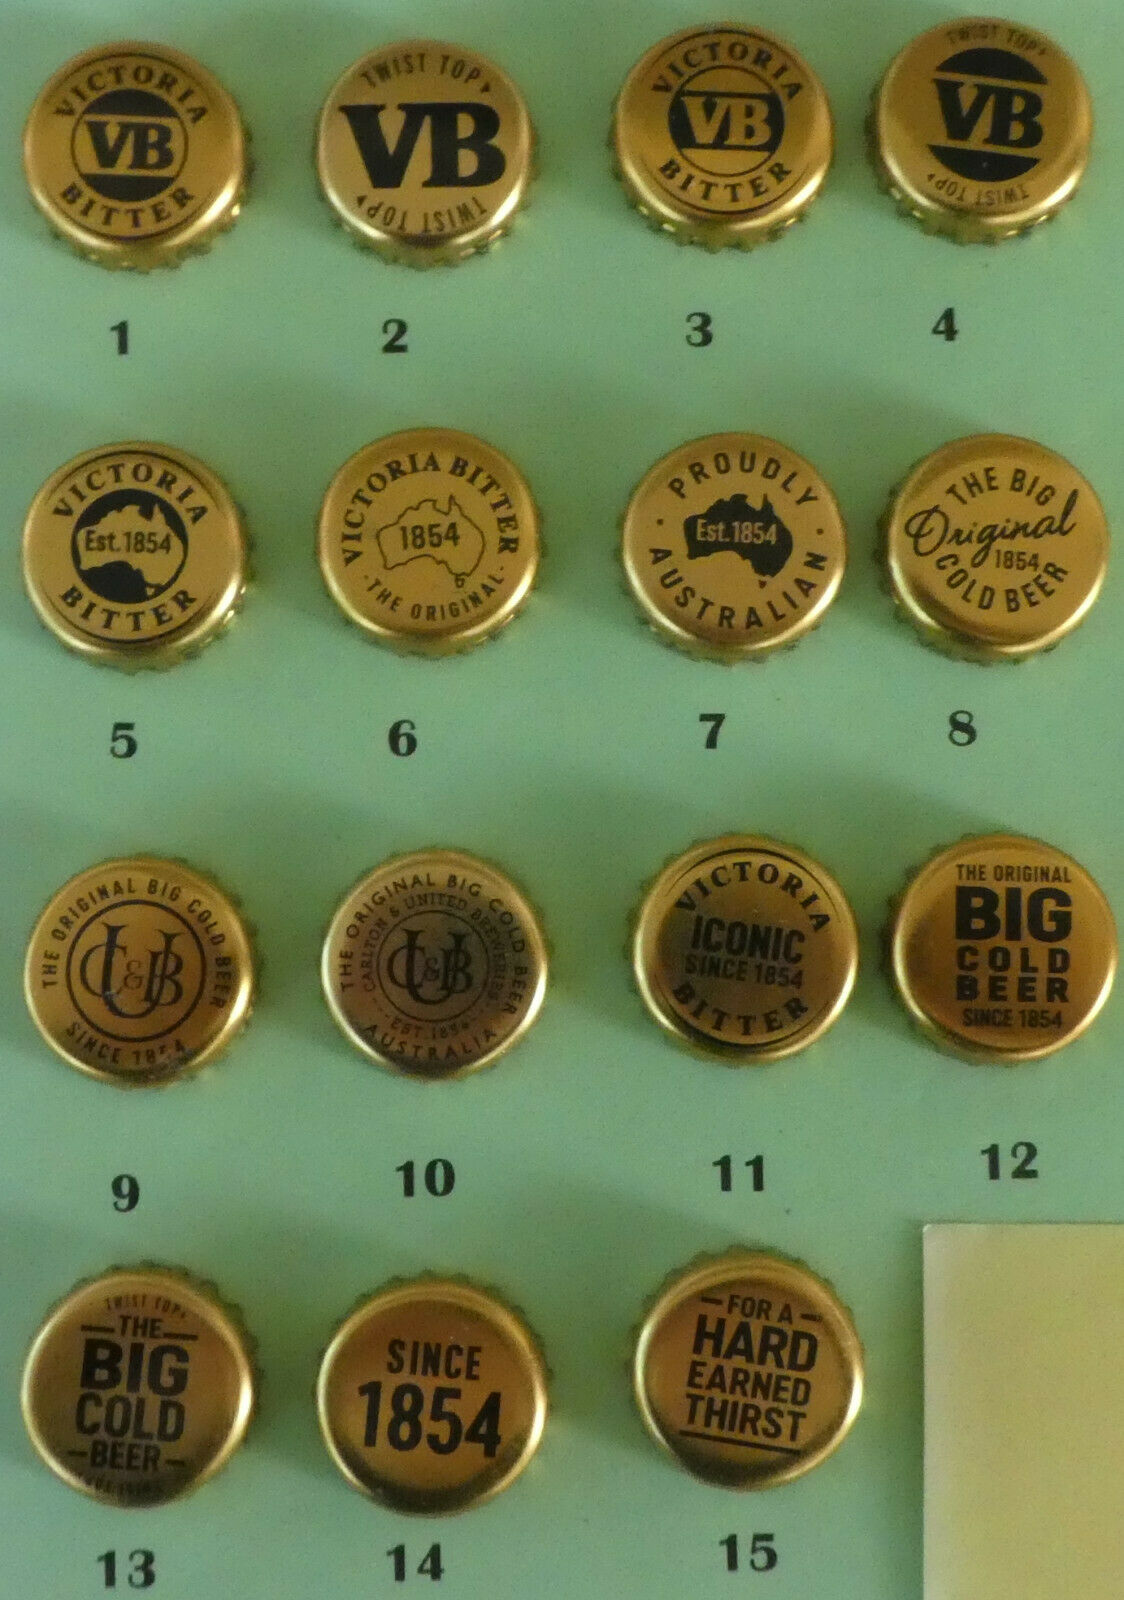 VICTORIA
VB
BITTER
TWIST TOP
VB
TWIST TOP
VICTORIA
VB
BITTER
TWIST TOP
VB
TWIST TOP
1
2
3
4
VICTORIA
Est.1854
BITTER
VICTORIA BITTER
1854
·THE ORIGINAL·
· PROUDLY ·
Est.1854
AUSTRALIAN
THE BIG
Original
1854
COLD BEER
5
6
7
8
THE ORIGINAL BIG COLD BEER
CU&B
SINCE 1854
THE ORIGINAL BIG COLD BEER
CARLTON & UNITED BREWERIES
CU&B
EST. 1854
AUSTRALIA
VICTORIA
ICONIC
SINCE 1854
BITTER
THE ORIGINAL
BIG
COLD
BEER
SINCE 1854
9
10
11
12
TWIST TOP
THE
BIG
COLD
BEER
TWIST TOP
SINCE
1854
FOR A
HARD
EARNED
THIRST
13
14
15